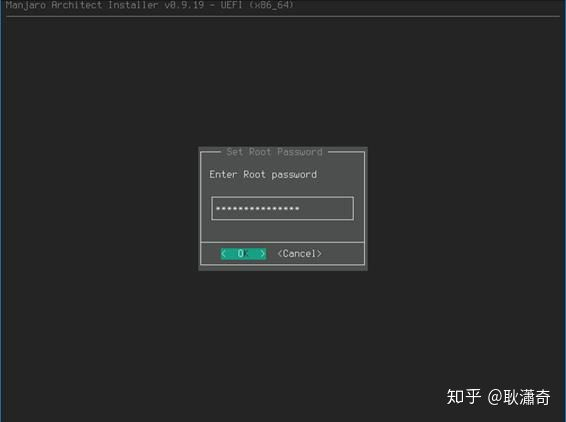 Manjaro Architect Installer v0.9.19 - UEFI (x86_64)
Set Root Password
Enter Root password
***************
< OK >  <Cancel>
知乎 @耿瀟奇